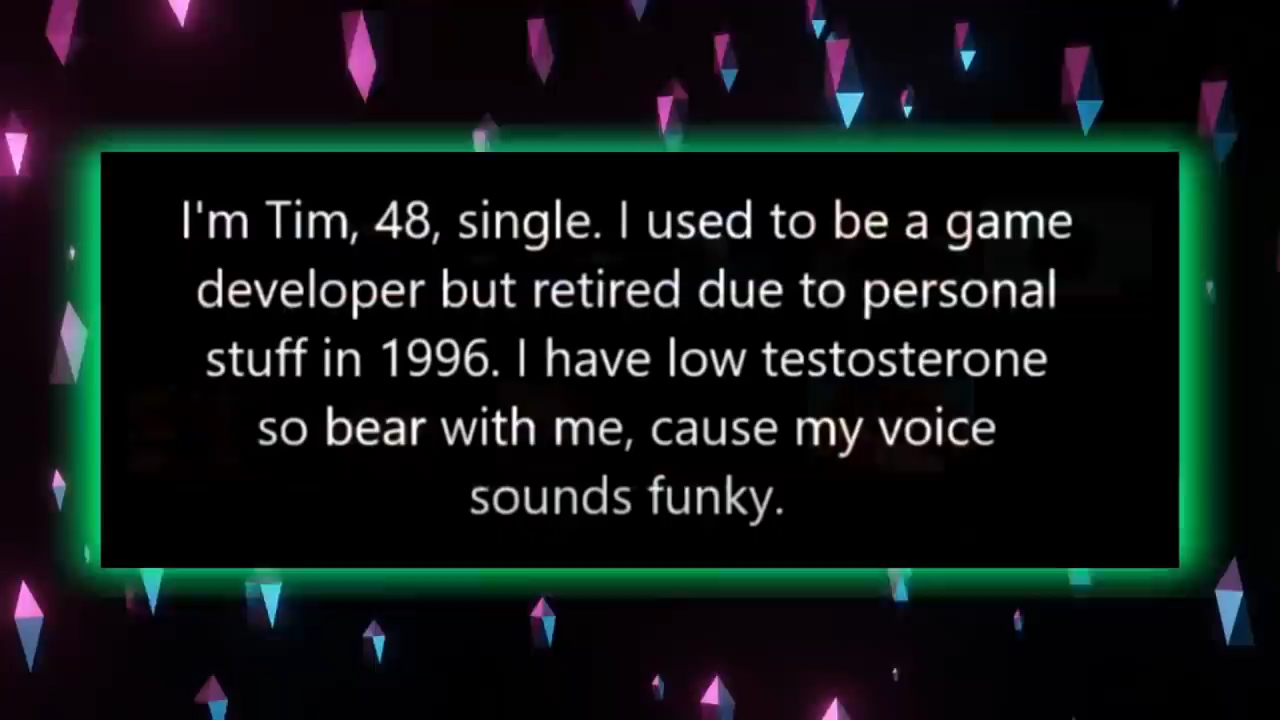 I'm Tim, 48, single. I used to be a game
developer but retired due to personal
stuff in 1996. I have low testosterone
so bear with me, cause my voice
sounds funky.